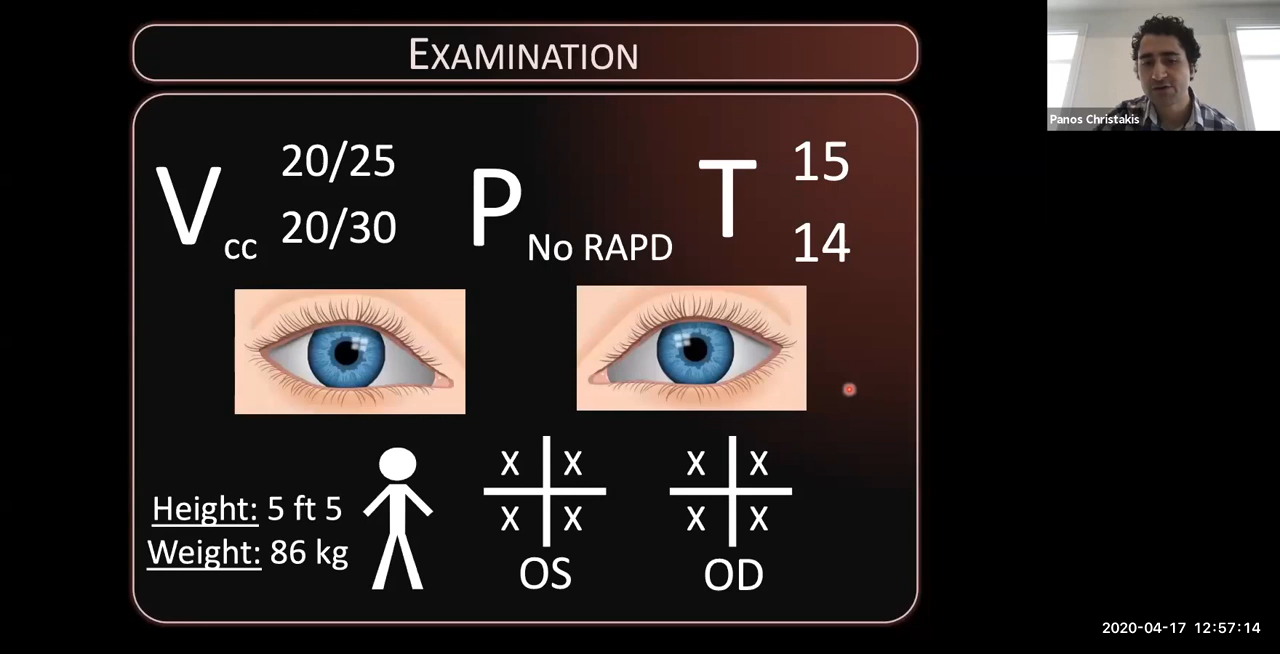 EXAMINATION
V cc 20/25
20/30
P No RAPD
T 15
14
Panos Christakis
Height: 5 ft 5
Weight: 86 kg
X X
X X
OS
X X
X X
OD
2020-04-17 12:57:14